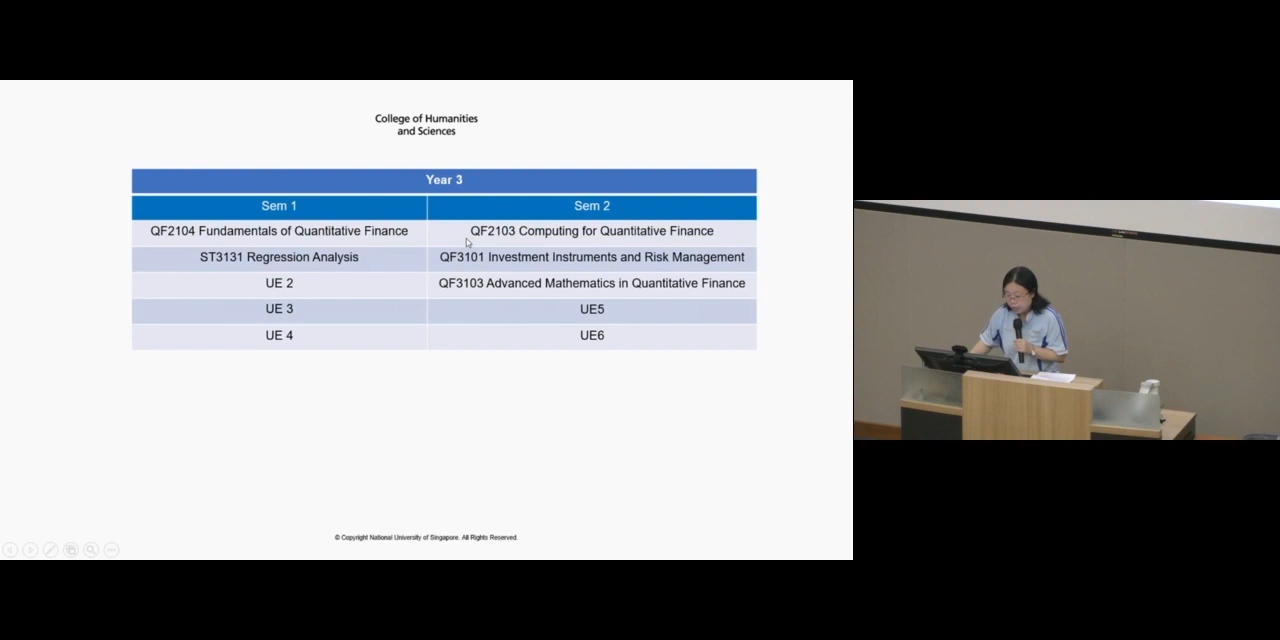 College of Humanities
and Sciences
Year 3
Sem 1
Sem 2
QF2104 Fundamentals of Quantitative Finance
QF2103 Computing for Quantitative Finance
ST3131 Regression Analysis
QF3101 Investment Instruments and Risk Management
UE 2
QF3103 Advanced Mathematics in Quantitative Finance
UE 3
UE5
UE 4
UE6
© Copyright National University of Singapore. All Rights Reserved.